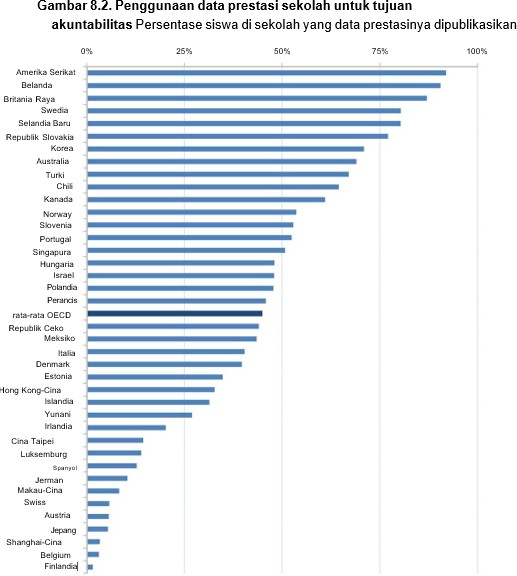 Gambar 8.2. Penggunaan data prestasi sekolah untuk tujuan
akuntabilitas Persentase siswa di sekolah yang data prestasinya dipublikasikan
0% 25% 50% 75% 100%
Amerika Serikat
Belanda
Britania Raya
Swedia
Selandia Baru
Republik Slovakia
Korea
Australia
Turki
Chili
Kanada
Norway
Slovenia
Portugal
Singapura
Hungaria
Israel
Polandia
Perancis
rata-rata OECD
Republik Ceko
Meksiko
Italia
Denmark
Estonia
Hong Kong-Cina
Islandia
Yunani
Irlandia
Cina Taipei
Luksemburg
Spanyol
Jerman
Makau-Cina
Swiss
Austria
Jepang
Shanghai-Cina
Belgium
Finlandia